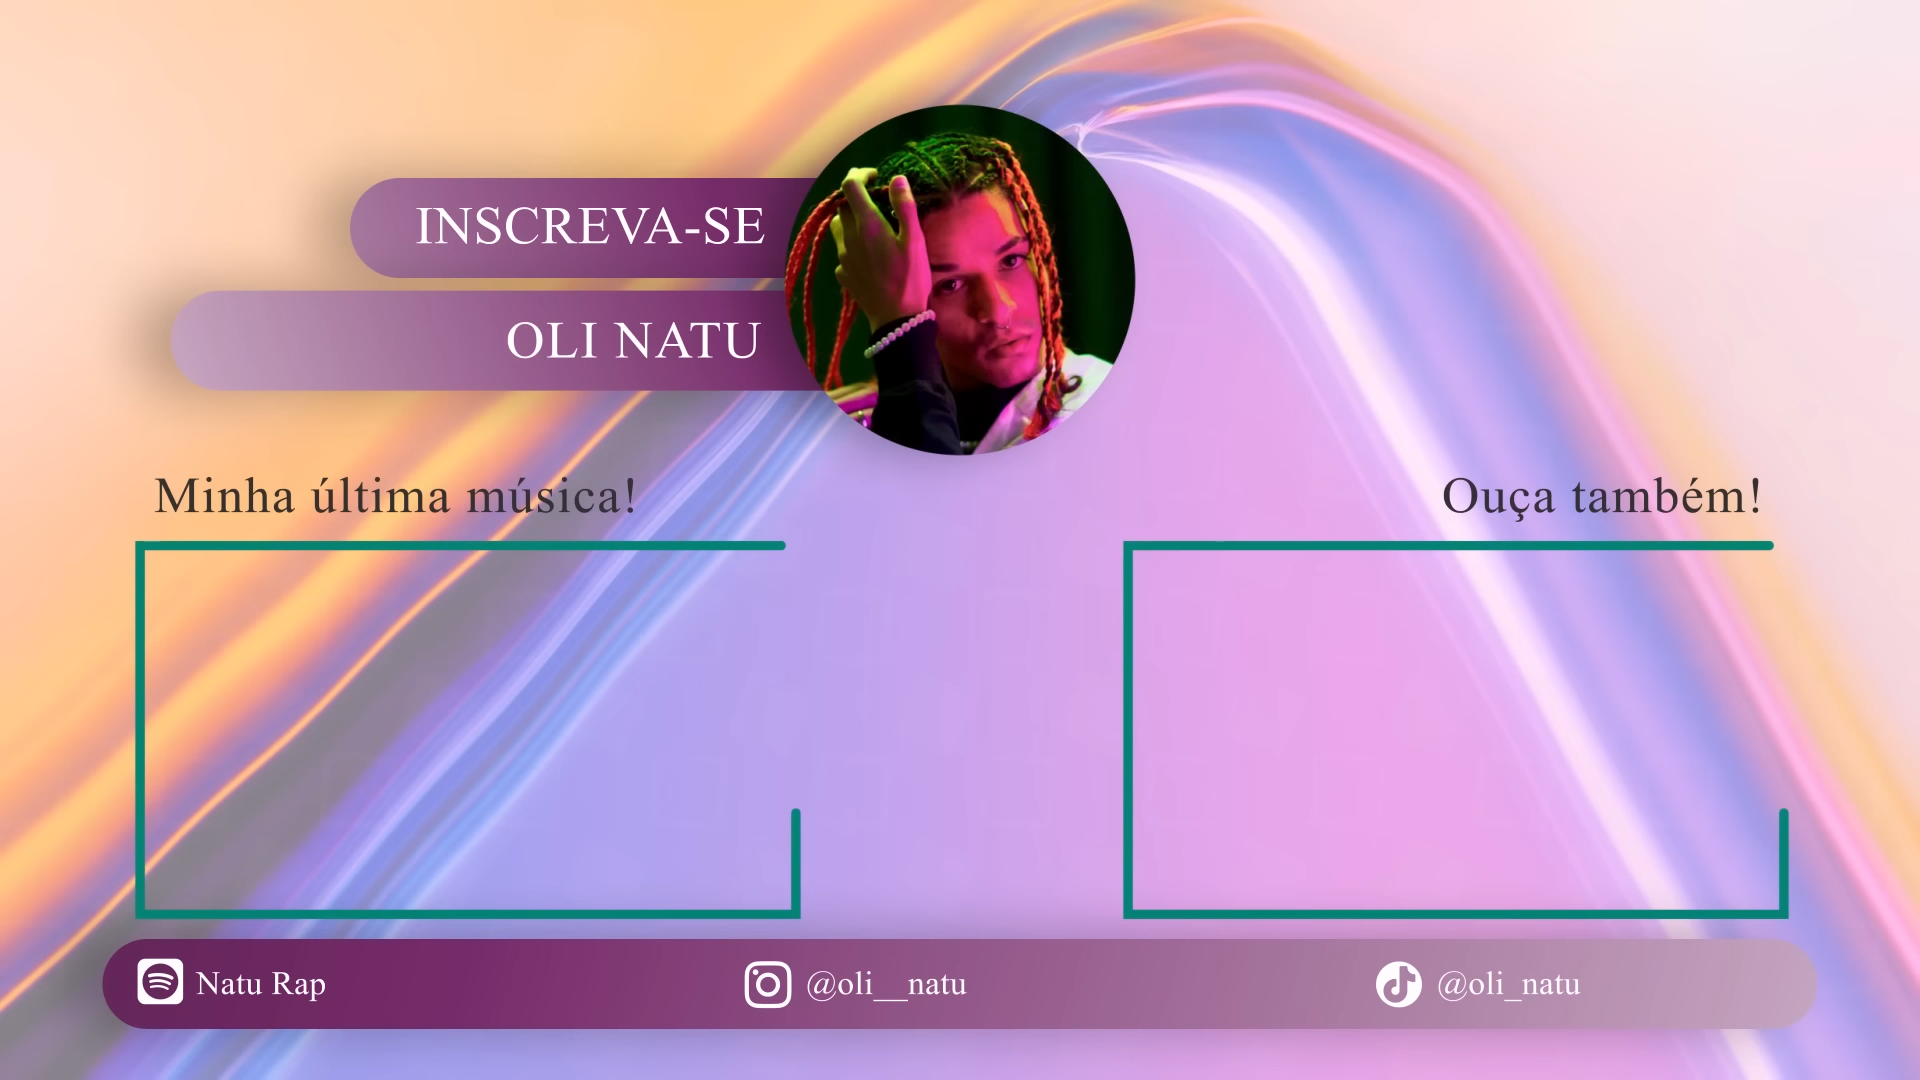 INSCREVA-SE
OLI NATU
Minha última música!
Ouça também!
Natu Rap
@oli__natu
@oli_natu